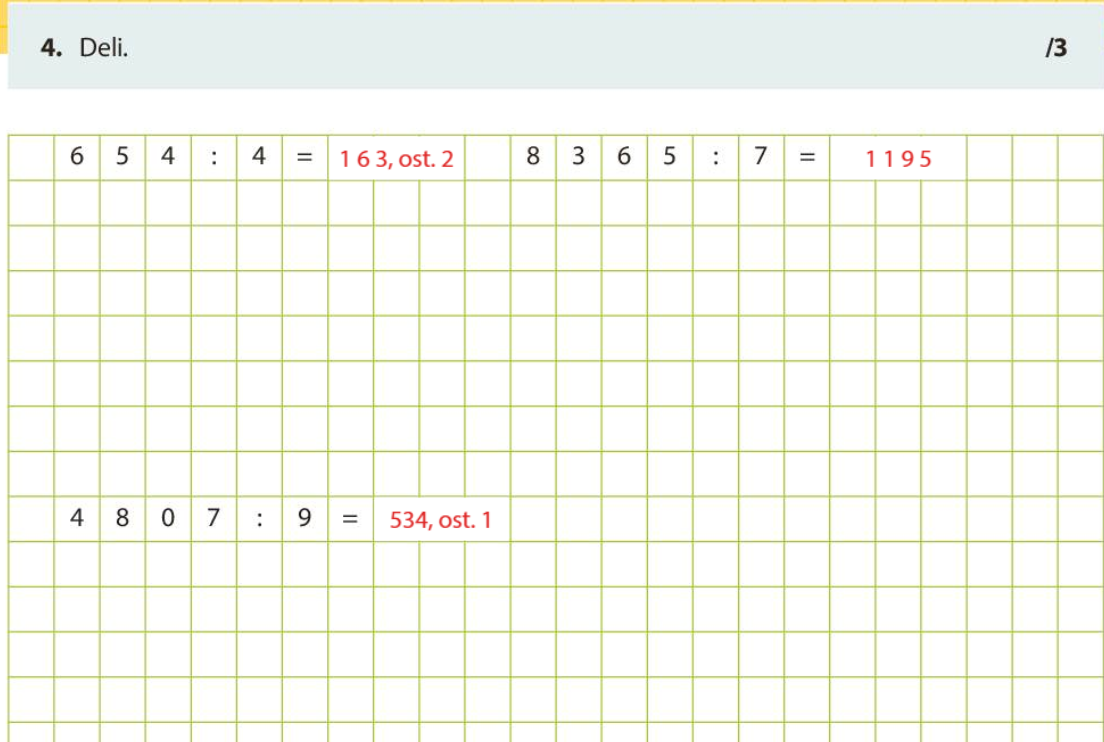 4. Deli. /3
6 5 4 : 4 = 1 6 3, ost. 2 8 3 6 5 : 7 = 1 1 9 5
4 8 0 7 : 9 = 534, ost. 1